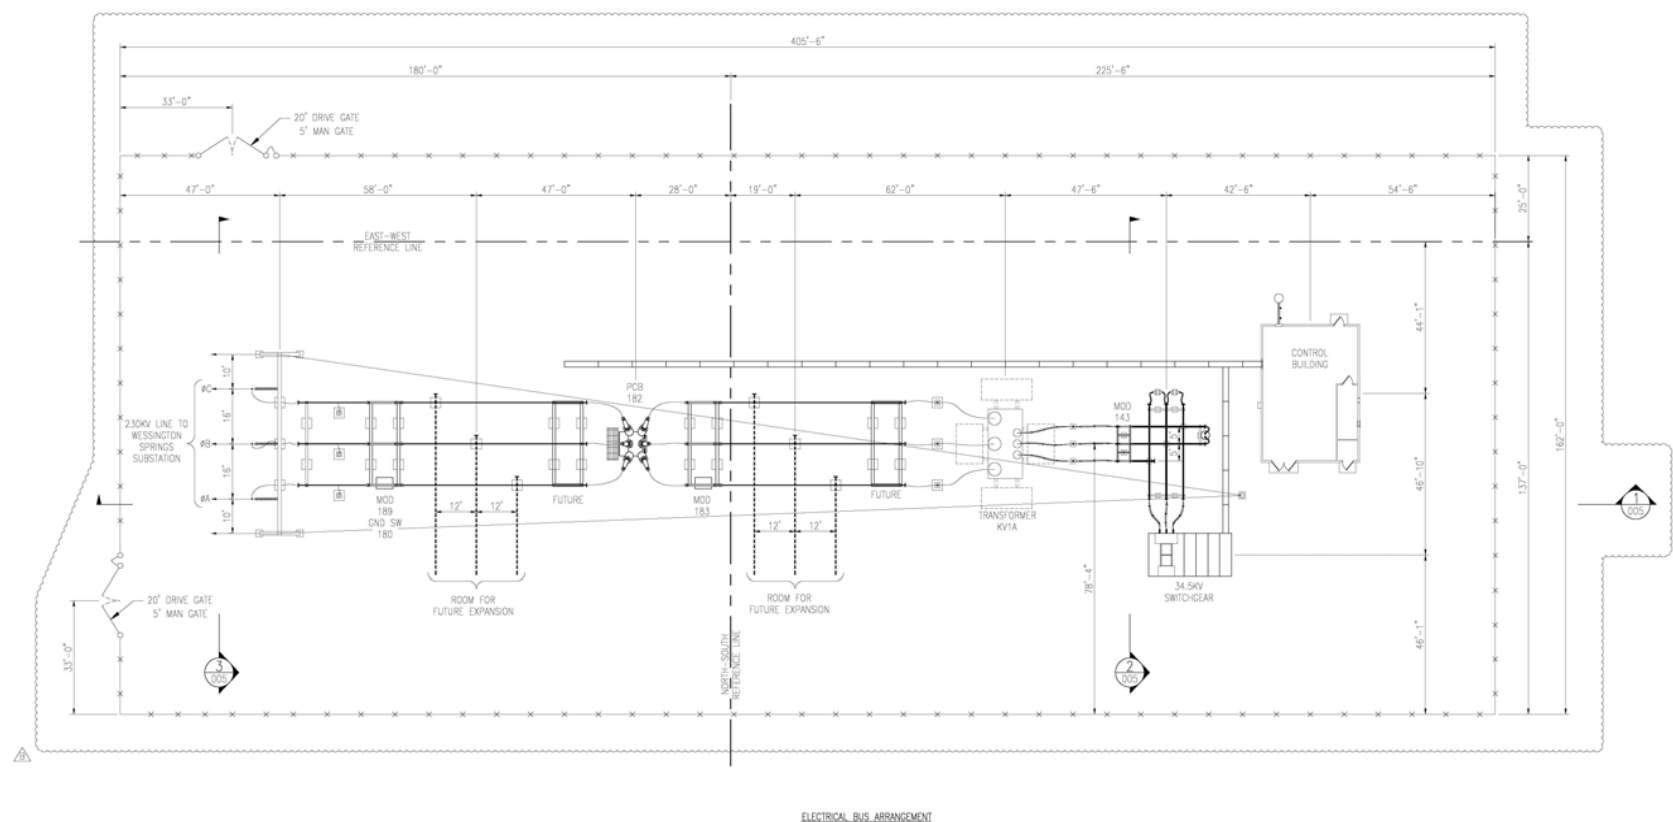 405'-6"
180'-0"
225'-6"
33'-0"
20' DRIVE GATE
5' MAN GATE
47'-0"
58'-0"
47'-0"
28'-0"
19'-0"
62'-0"
47'-6"
42'-6"
54'-6"
25'-0"
EAST-WEST
REFERENCE LINE
44'-1"
162'-0"
137'-0"
CONTROL
BUILDING
10'
ØC
16'
230KV LINE TO
WESSINGTON
SPRINGS
SUBSTATION
ØB
16'
ØA
10'
PCB
182
MOD
143
5'
5'
46'-10"
MOD
189
GND SW
180
FUTURE
MOD
183
FUTURE
TRANSFORMER
KV1A
12'
12'
12'
12'
1
005
78'-4"
34.5KV
SWITCHGEAR
ROOM FOR
FUTURE EXPANSION
ROOM FOR
FUTURE EXPANSION
20' DRIVE GATE
5' MAN GATE
33'-0"
46'-1"
3
005
NORTH-SOUTH
REFERENCE LINE
2
005
ELECTRICAL BUS ARRANGEMENT